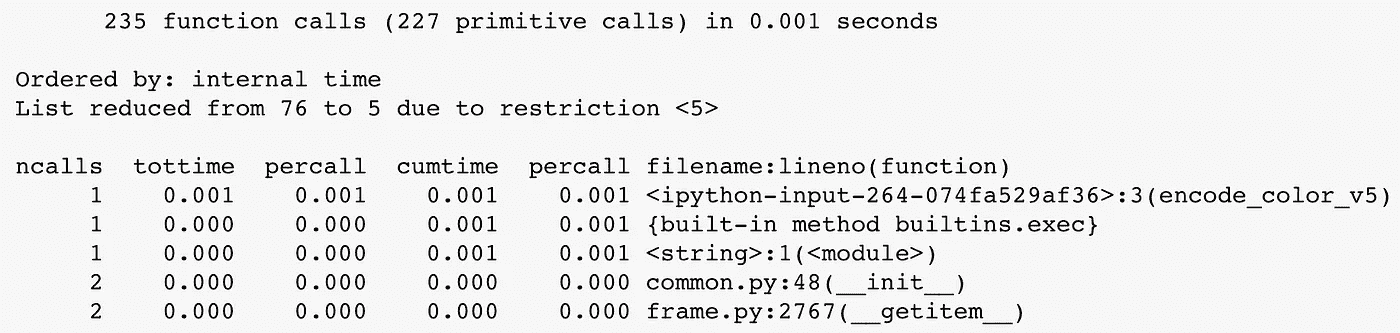 235 function calls (227 primitive calls) in 0.001 seconds
Ordered by: internal time
List reduced from 76 to 5 due to restriction <5>
ncalls tottime percall cumtime percall filename:lineno(function)
1 0.001 0.001 0.001 0.001 <ipython-input-264-074fa529af36>:3(encode_color_v5)
1 0.000 0.000 0.001 0.001 {built-in method builtins.exec}
1 0.000 0.000 0.001 0.001 <string>:1(<module>)
2 0.000 0.000 0.000 0.000 common.py:48(__init__)
2 0.000 0.000 0.000 0.000 frame.py:2767(__getitem__)